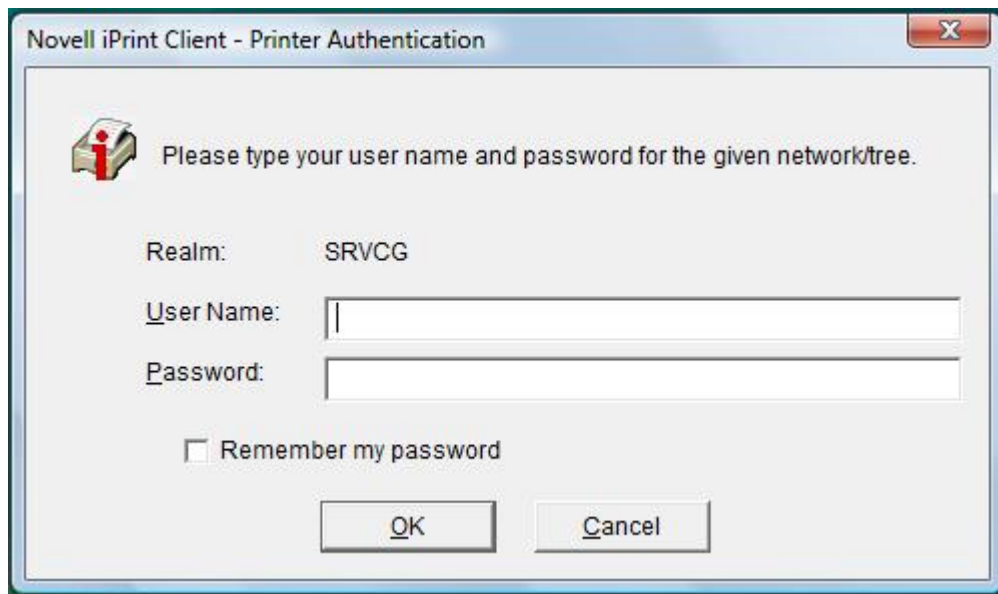 Novell iPrint Client - Printer Authentication
Please type your user name and password for the given network/tree.
Realm: SRVCG
User Name:
Password:
Remember my password
OK Cancel